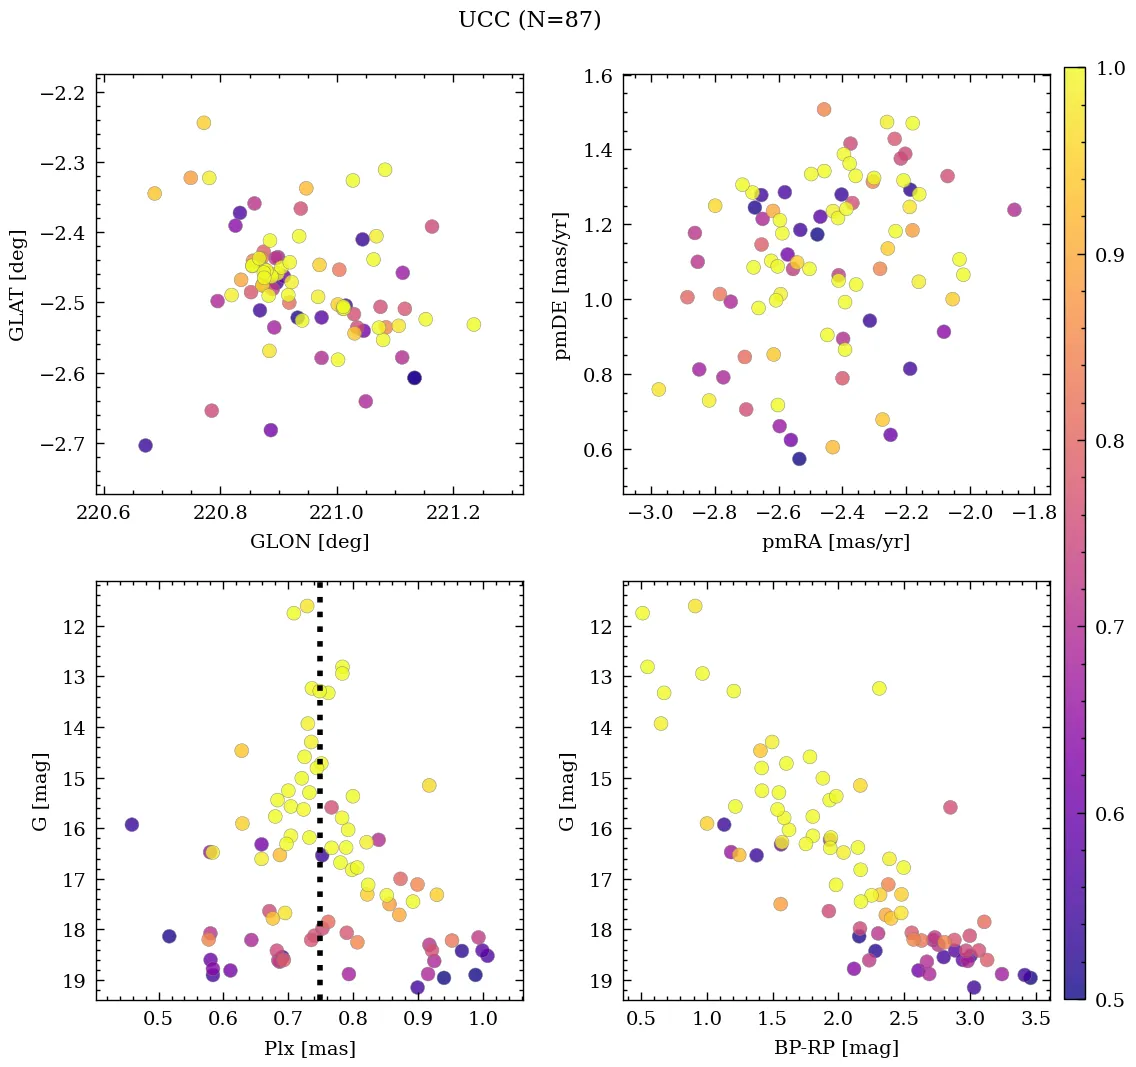 UCC (N=87)
−2.2
−2.3
−2.4
−2.5
−2.6
−2.7
GLAT [deg]
220.6 220.8 221.0 221.2
GLON [deg]
1.6
1.4
1.2
1.0
0.8
0.6
pmDE [mas/yr]
−3.0 −2.8 −2.6 −2.4 −2.2 −2.0 −1.8
pmRA [mas/yr]
12
13
14
15
16
17
18
19
G [mag]
0.5 0.6 0.7 0.8 0.9 1.0
Plx [mas]
12
13
14
15
16
17
18
19
G [mag]
0.5 1.0 1.5 2.0 2.5 3.0 3.5
BP-RP [mag]
1.0
0.9
0.8
0.7
0.6
0.5